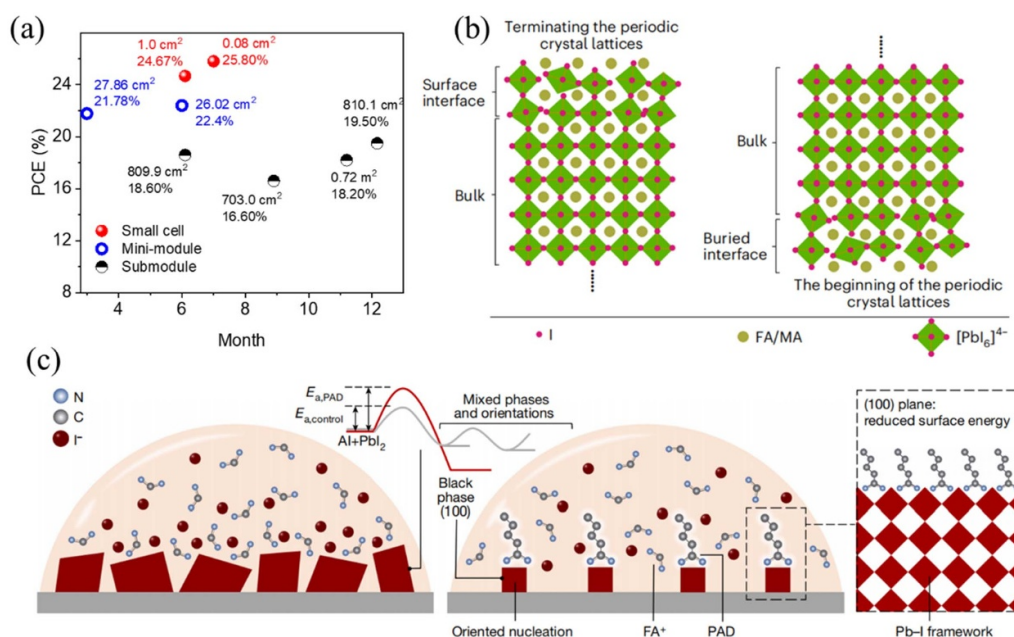 (a)
1.0 cm²
24.67%
0.08 cm²
25.80%
27.86 cm²
21.78%
26.02 cm²
22.4%
810.1 cm²
19.50%
809.9 cm²
18.60%
703.0 cm²
16.60%
0.72 m²
18.20%
Small cell
Mini-module
Submodule
PCE (%)
24
20
16
12
8
4
6
8
10
12
Month
(b)
Terminating the periodic
crystal lattices
Surface
interface
Bulk
Bulk
Buried
interface
The beginning of the periodic
crystal lattices
I
FA/MA
[PbI₆]⁴⁻
(c)
N
C
I⁻
Eₐ,PAD
Eₐ,control
AI+PbI₂
Mixed phases
and orientations
Black
phase
(100)
(100) plane:
reduced surface energy
Oriented nucleation
FA⁺
PAD
Pb–I framework